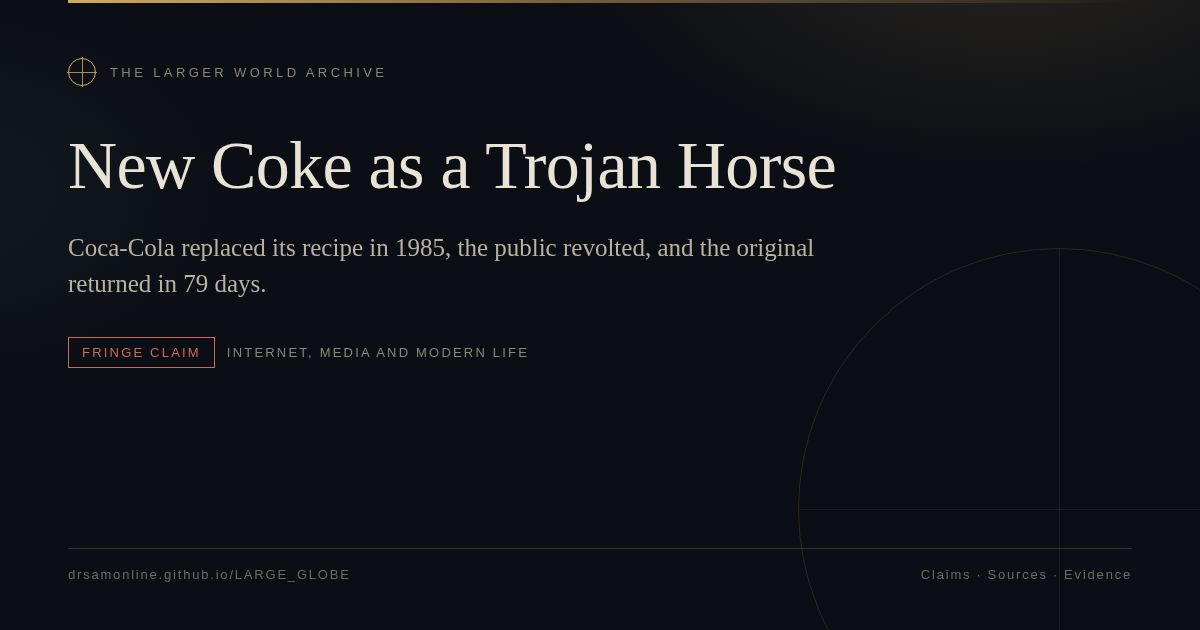 THE LARGER WORLD ARCHIVE
New Coke as a Trojan Horse
Coca-Cola replaced its recipe in 1985, the public revolted, and the original
returned in 79 days.
FRINGE CLAIM INTERNET, MEDIA AND MODERN LIFE
drsamonline.github.io/LARGE_GLOBE Claims · Sources · Evidence